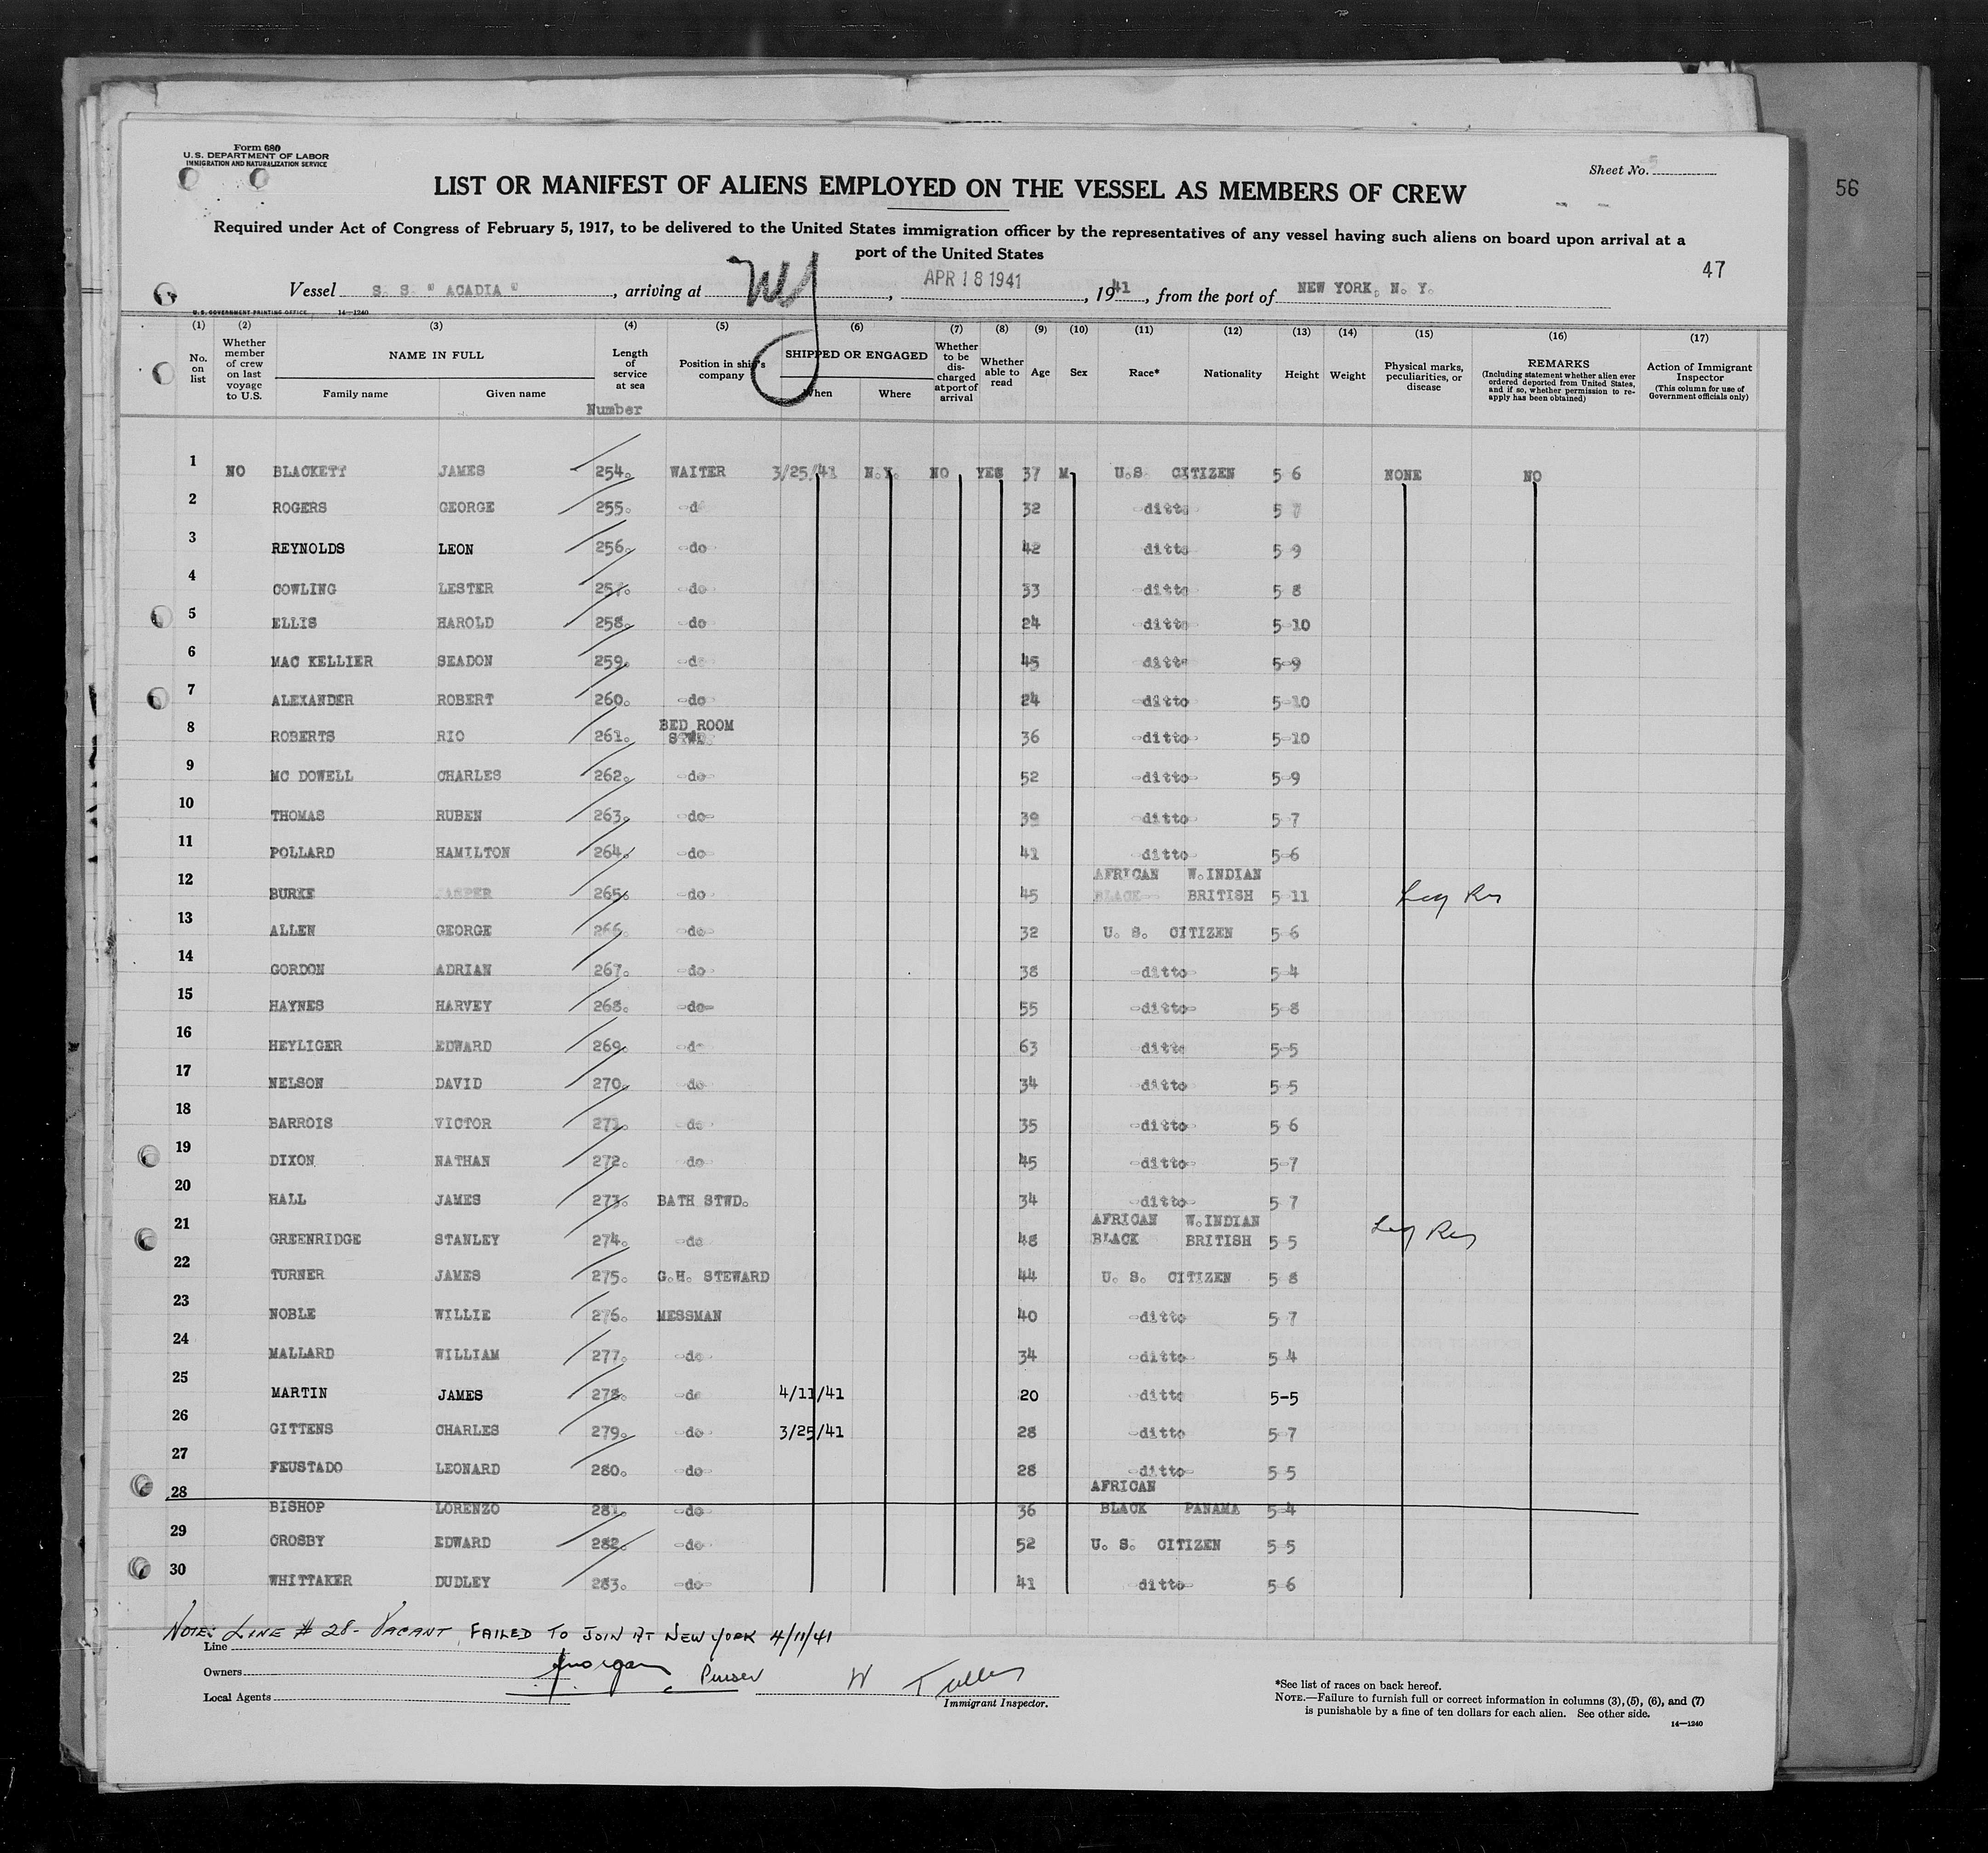 Form 680
U.S. DEPARTMENT OF LABOR
IMMIGRATION AND NATURALIZATION SERVICE
Sheet No.
56
LIST OR MANIFEST OF ALIENS EMPLOYED ON THE VESSEL AS MEMBERS OF CREW
Required under Act of Congress of February 5, 1917, to be delivered to the United States immigration officer by the representatives of any vessel having such aliens on board upon arrival at a
port of the United States
47
Vessel S. S. " ACADIA ", arriving at NY, APR 18 1941, 1941, from the port of NEW YORK, N. Y.
U.S. GOVERNMENT PRINTING OFFICE 14—1240
(1) (2) (3) (4) (5) (6) (7) (8) (9) (10) (11) (12) (13) (14) (15) (16) (17)
No. on list
Whether member of crew on last voyage to U.S.
NAME IN FULL
Family name Given name
Length of service at sea
Number
Position in ship's company
SHIPPED OR ENGAGED
When Where
Whether to be discharged at port of arrival
Whether able to read
Age
Sex
Race*
Nationality
Height
Weight
Physical marks, peculiarities, or disease
REMARKS
(Including statement whether alien ever ordered deported from United States, and if so, whether permission to re-apply has been obtained)
Action of Immigrant Inspector
(This column for use of Government officials only)
1 NO BLACKETT JAMES 254. WAITER 3/25/41 N.Y. NO YES 37 M U.S. CITIZEN 5 6 NONE NO
2 ROGERS GEORGE 255. -d 32 -ditto- 5 7
3 REYNOLDS LEON 256. -do 42 ditto 5-9
4 COWLING LESTER 257. -do 33 -ditto 5 8
5 ELLIS HAROLD 258. -do 24 -ditto 5-10
6 MAC KELLIER SEADON 259. -d 45 -ditto 5-9
7 ALEXANDER ROBERT 260. -do 24 -ditto 5-10
8 ROBERTS RIO 261. BED ROOM STWD. 36 -ditto- 5-10
9 MC DOWELL CHARLES 262. -do- 52 -ditto- 5-9
10 THOMAS RUBEN 263. -do- 39 -ditto- 5 7
11 POLLARD HAMILTON 264. -do 41 ditto 5-6
12 BURKE JASPER 265. -do 45 AFRICAN BLACK- W.INDIAN BRITISH 5 11 Leg Res
13 ALLEN GEORGE 266. -do- 32 U. S. CITIZEN 5 6
14 GORDON ADRIAN 267. -do 38 -ditto 5 4
15 HAYNES HARVEY 268. -do- 55 -ditto- 5 8
16 HEYLIGER EDWARD 269. -d- 63 ditto 5-5
17 NELSON DAVID 270. do 34 -ditto 5 5
18 BARROIS VICTOR 271. do 35 -ditto 5 6
19 DIXON NATHAN 272. do 45 -ditto- 5-7
20 HALL JAMES 273. BATH STWD. 34 -ditto- 5 7
21 GREENRIDGE STANLEY 274. -do 48 AFRICAN BLACK W.INDIAN BRITISH 5 5 Leg Res
22 TURNER JAMES 275. G.H. STEWARD 44 U. S. CITIZEN 5 8
23 NOBLE WILLIE 276. MESSMAN 40 -ditto 5 7
24 MALLARD WILLIAM 277. -do- 34 -ditto- 5 4
25 MARTIN JAMES 278. -do 4/11/41 20 -ditto 5-5
26 GITTENS CHARLES 279. -do 3/25/41 28 -ditto 5-7
27 FEUSTADO LEONARD 280. -do- 28 -ditto- 5 5
28 BISHOP LORENZO 281. -do- 36 AFRICAN BLACK PANAMA 5-4
29 CROSBY EDWARD 282. -do- 52 U. S. CITIZEN 5 5
30 WHITTAKER DUDLEY 283. -do- 41 ditto- 5 6
NOTE: LINE # 28 - VACANT FAILED TO JOIN AT NEW YORK 4/11/41
Line
Owners
Purser
Local Agents
Immigrant Inspector.
*See list of races on back hereof.
NOTE.—Failure to furnish full or correct information in columns (3), (5), (6), and (7)
is punishable by a fine of ten dollars for each alien. See other side.
14—1240